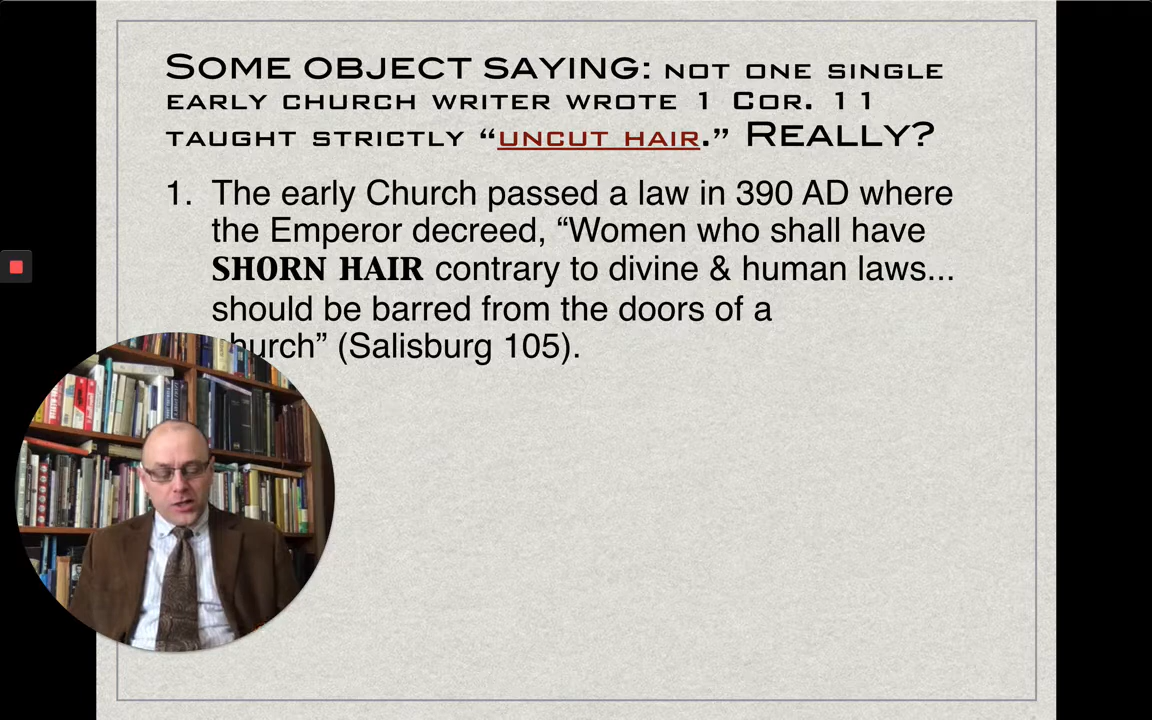 SOME OBJECT SAYING: NOT ONE SINGLE
EARLY CHURCH WRITER WROTE 1 COR. 11
TAUGHT STRICTLY “UNCUT HAIR.” REALLY?
1. The early Church passed a law in 390 AD where
the Emperor decreed, “Women who shall have
SHORN HAIR contrary to divine & human laws...
should be barred from the doors of a
church” (Salisburg 105).